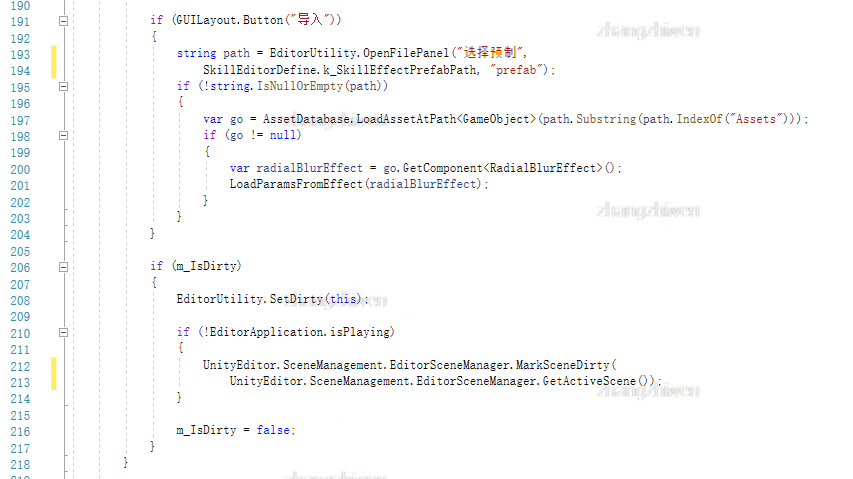 190
191 if (GUILayout.Button("导入"))
192 {
193 string path = EditorUtility.OpenFilePanel("选择预制",
194 SkillEditorDefine.k_SkillEffectPrefabPath, "prefab");
195 if (!string.IsNullOrEmpty(path))
196 {
197 var go = AssetDatabase.LoadAssetAtPath<GameObject>(path.Substring(path.IndexOf("Assets")));
198 if (go != null)
199 {
200 var radialBlurEffect = go.GetComponent<RadialBlurEffect>();
201 LoadParamsFromEffect(radialBlurEffect);
202 }
203 }
204 }
205
206 if (m_IsDirty)
207 {
208 EditorUtility.SetDirty(this);
209
210 if (!EditorApplication.isPlaying)
211 {
212 UnityEditor.SceneManagement.EditorSceneManager.MarkSceneDirty(
213 UnityEditor.SceneManagement.EditorSceneManager.GetActiveScene());
214 }
215
216 m_IsDirty = false;
217 }
218 }
zhangzhiwen
zhangzhiwen
zhangzhiwen